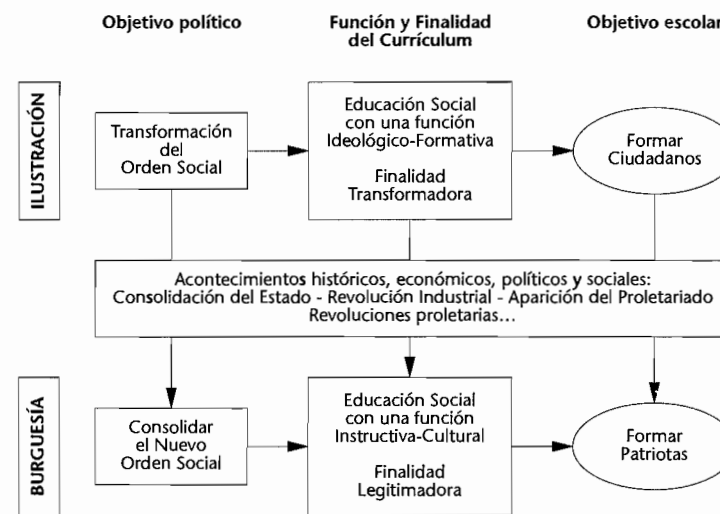 Objetivo político
Función y Finalidad
del Currículum
Objetivo escolar
ILUSTRACIÓN
Transformación
del
Orden Social
Educación Social
con una función
Ideológico-Formativa
Finalidad
Transformadora
Formar
Ciudadanos
Acontecimientos históricos, económicos, políticos y sociales:
Consolidación del Estado - Revolución Industrial - Aparición del Proletariado
Revoluciones proletarias...
BURGUESÍA
Consolidar
el Nuevo
Orden Social
Educación Social
con una función
Instructiva-Cultural
Finalidad
Legitimadora
Formar
Patriotas